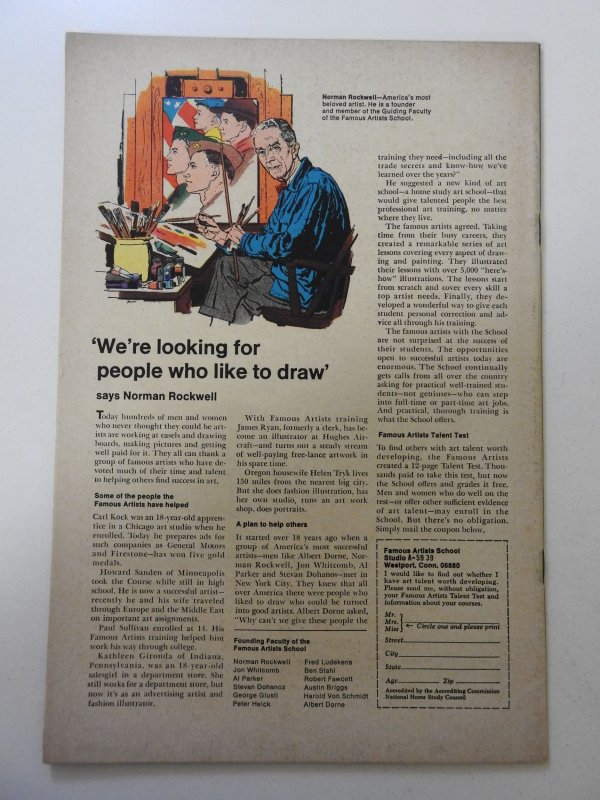 Norman Rockwell—America's most
beloved artist. He is a founder
and member of the Guiding Faculty
of the Famous Artists School.
'We're looking for
people who like to draw'
says Norman Rockwell
Today hundreds of men and women
who never thought they could be art-
ists are working at easels and drawing
boards, making pictures and getting
well paid for it. They all can thank a
group of famous artists who have de-
voted much of their time and talent
to helping others find success in art.
Some of the people the
Famous Artists have helped
Carl Kock was an 18-year-old appren-
tice in a Chicago art studio when he
enrolled. Today he prepares ads for
such companies as General Motors
and Firestone—has won five gold
medals.
Howard Sanden of Minneapolis
took the Course while still in high
school. He is now a successful artist—
recently he and his wife traveled
through Europe and the Middle East
on important art assignments.
Paul Sullivan enrolled at 14. His
Famous Artists training helped him
work his way through college.
Kathleen Gironda of Indiana,
Pennsylvania, was an 18-year-old
salesgirl in a department store. She
still works for a department store, but
now it's as an advertising artist and
fashion illustrator.
With Famous Artists training
James Ryan, formerly a clerk, has be-
come an illustrator at Hughes Air-
craft—and turns out a steady stream
of well-paying free-lance artwork in
his spare time.
Oregon housewife Helen Tryk lives
150 miles from the nearest big city.
But she does fashion illustration, has
her own studio, runs an art work
shop, does portraits.
A plan to help others
It started over 18 years ago when a
group of America's most successful
artists—men like Albert Dorne, Nor-
man Rockwell, Jon Whitcomb, Al
Parker and Stevan Dohanos—met in
New York City. They knew that all
over America there were people who
liked to draw who could be turned
into good artists. Albert Dorne asked,
"Why can't we give these people the
Founding Faculty of the
Famous Artists School
Norman Rockwell
Jon Whitcomb
Al Parker
Stevan Dohanos
George Giusti
Peter Helck
Fred Ludekens
Ben Stahl
Robert Fawcett
Austin Briggs
Harold Von Schmidt
Albert Dorne
training they need—including all the
trade secrets and know-how we've
learned over the years?"
He suggested a new kind of art
school—a home study art school—that
would give talented people the best
professional art training, no matter
where they live.
The famous artists agreed. Taking
time from their busy careers, they
created a remarkable series of art
lessons covering every aspect of draw-
ing and painting. They illustrated
their lessons with over 5,000 "here's-
how" illustrations. The lessons start
from scratch and cover every skill a
top artist needs. Finally, they de-
veloped a wonderful way to give each
student personal correction and ad-
vice all through his training.
The famous artists with the School
are not surprised at the success of
their students. The opportunities
open to successful artists today are
enormous. The School continually
gets calls from all over the country
asking for practical well-trained stu-
dents—not geniuses—who can step
into full-time or part-time art jobs.
And practical, thorough training is
what the School offers.
Famous Artists Talent Test
To find others with art talent worth
developing, the Famous Artists
created a 12-page Talent Test. Thou-
sands paid to take this test, but now
the School offers and grades it free.
Men and women who do well on the
test—or offer other sufficient evidence
of art talent—may enroll in the
School. But there's no obligation.
Simply mail the coupon below.
Famous Artists School
Studio A-59 39
Westport, Conn. 06880
I would like to find out whether I
have art talent worth developing.
Please send me, without obligation,
your Famous Artists Talent Test and
information about your courses.
Mr.
Mrs.
Miss ← Circle one and please print
Street
City
State
Age Zip
Accredited by the Accrediting Commission
National Home Study Council